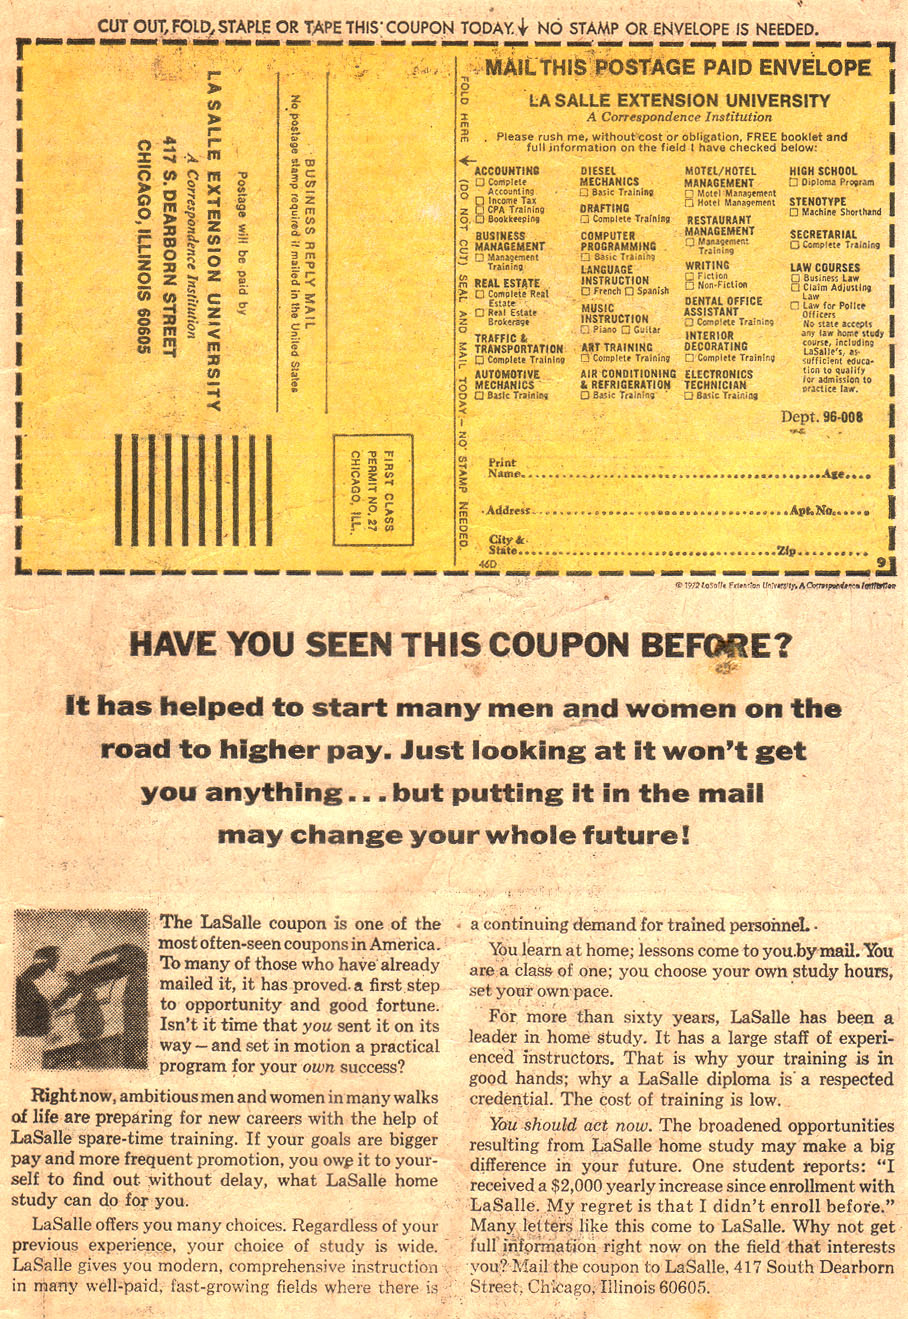 CUT OUT, FOLD, STAPLE OR TAPE THIS COUPON TODAY. ↓ NO STAMP OR ENVELOPE IS NEEDED.
Postage will be paid by
LA SALLE EXTENSION UNIVERSITY
A Correspondence Institution
417 S. DEARBORN STREET
CHICAGO, ILLINOIS 60605
BUSINESS REPLY MAIL
No postage stamp required if mailed in the United States
FIRST CLASS
PERMIT NO. 27
CHICAGO, ILL.
FOLD HERE ← (DO NOT CUT) SEAL AND MAIL TODAY—NO STAMP NEEDED
MAIL THIS POSTAGE PAID ENVELOPE
LA SALLE EXTENSION UNIVERSITY
A Correspondence Institution
Please rush me, without cost or obligation, FREE booklet and
full information on the field I have checked below:
ACCOUNTING
☐ Complete
Accounting
☐ Income Tax
☐ CPA Training
☐ Bookkeeping
BUSINESS
MANAGEMENT
☐ Management
Training
REAL ESTATE
☐ Complete Real
Estate
☐ Real Estate
Brokerage
TRAFFIC &
TRANSPORTATION
☐ Complete Training
AUTOMOTIVE
MECHANICS
☐ Basic Training
DIESEL
MECHANICS
☐ Basic Training
DRAFTING
☐ Complete Training
COMPUTER
PROGRAMMING
☐ Basic Training
LANGUAGE
INSTRUCTION
☐ French ☐ Spanish
MUSIC
INSTRUCTION
☐ Piano ☐ Guitar
ART TRAINING
☐ Complete Training
AIR CONDITIONING
& REFRIGERATION
☐ Basic Training
MOTEL/HOTEL
MANAGEMENT
☐ Motel Management
☐ Hotel Management
RESTAURANT
MANAGEMENT
☐ Management
Training
WRITING
☐ Fiction
☐ Non-Fiction
DENTAL OFFICE
ASSISTANT
☐ Complete Training
INTERIOR
DECORATING
☐ Complete Training
ELECTRONICS
TECHNICIAN
☐ Basic Training
HIGH SCHOOL
☐ Diploma Program
STENOTYPE
☐ Machine Shorthand
SECRETARIAL
☐ Complete Training
LAW COURSES
☐ Business Law
☐ Claim Adjusting
Law
☐ Law for Police
Officers
No state accepts
any law home study
course, including
LaSalle's, as
sufficient educa-
tion to qualify
for admission to
practice law.
Dept. 96-008
Print
Name Age
Address Apt. No.
City &
State Zip
46D 9
© 1972 LaSalle Extension University, A Correspondence Institution
HAVE YOU SEEN THIS COUPON BEFORE?
It has helped to start many men and women on the
road to higher pay. Just looking at it won't get
you anything...but putting it in the mail
may change your whole future!
The LaSalle coupon is one of the
most often-seen coupons in America.
To many of those who have already
mailed it, it has proved a first step
to opportunity and good fortune.
Isn't it time that you sent it on its
way—and set in motion a practical
program for your own success?
Right now, ambitious men and women in many walks
of life are preparing for new careers with the help of
LaSalle spare-time training. If your goals are bigger
pay and more frequent promotion, you owe it to your-
self to find out without delay, what LaSalle home
study can do for you.
LaSalle offers you many choices. Regardless of your
previous experience, your choice of study is wide.
LaSalle gives you modern, comprehensive instruction
in many well-paid, fast-growing fields where there is
a continuing demand for trained personnel.
You learn at home; lessons come to you by mail. You
are a class of one; you choose your own study hours,
set your own pace.
For more than sixty years, LaSalle has been a
leader in home study. It has a large staff of experi-
enced instructors. That is why your training is in
good hands; why a LaSalle diploma is a respected
credential. The cost of training is low.
You should act now. The broadened opportunities
resulting from LaSalle home study may make a big
difference in your future. One student reports: "I
received a $2,000 yearly increase since enrollment with
LaSalle. My regret is that I didn't enroll before."
Many letters like this come to LaSalle. Why not get
full information right now on the field that interests
you? Mail the coupon to LaSalle, 417 South Dearborn
Street, Chicago, Illinois 60605.